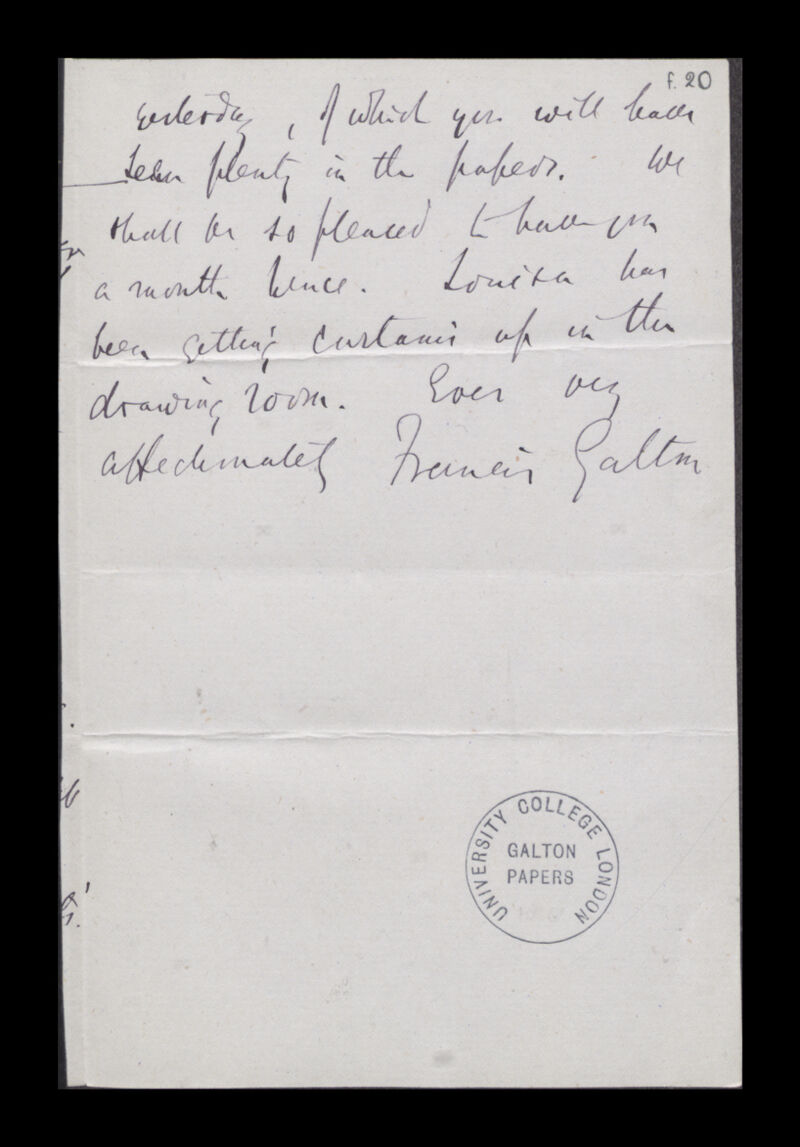 f. 20
yesterday, of which you will have
seen plenty in the papers. We
shall be so pleased to have you
a month hence. Louisa has
been getting curtains up in the
drawing room. Ever very
affectionately Francis Galton
UNIVERSITY COLLEGE LONDON
GALTON
PAPERS